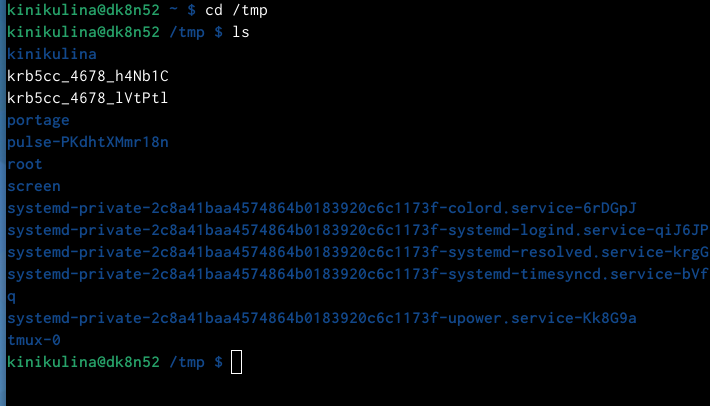 kinikulina@dk8n52 ~ $ cd /tmp
kinikulina@dk8n52 /tmp $ ls
kinikulina
krb5cc_4678_h4Nb1C
krb5cc_4678_lVtPtl
portage
pulse-PKdhtXMmr18n
root
screen
systemd-private-2c8a41baa4574864b0183920c6c1173f-colord.service-6rDGpJ
systemd-private-2c8a41baa4574864b0183920c6c1173f-systemd-logind.service-qiJ6JP
systemd-private-2c8a41baa4574864b0183920c6c1173f-systemd-resolved.service-krgG
systemd-private-2c8a41baa4574864b0183920c6c1173f-systemd-timesyncd.service-bVf
q
systemd-private-2c8a41baa4574864b0183920c6c1173f-upower.service-Kk8G9a
tmux-0
kinikulina@dk8n52 /tmp $